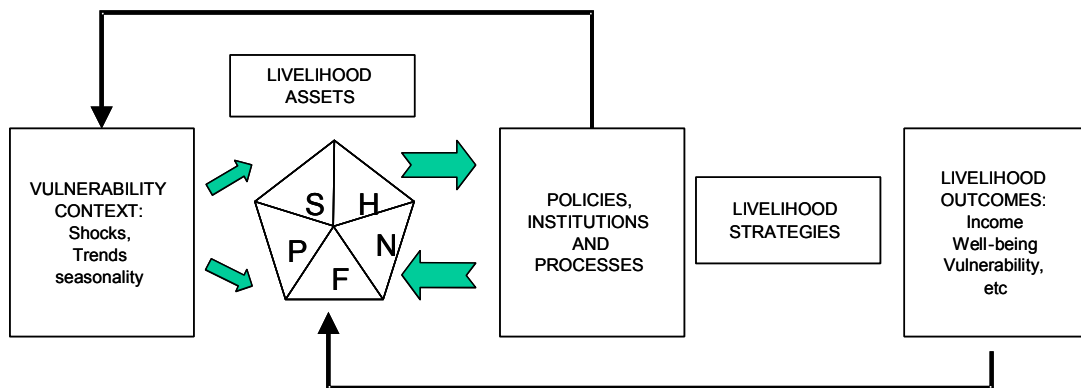 LIVELIHOOD
ASSETS
VULNERABILITY
CONTEXT:
Shocks,
Trends
seasonality
S
H
P
N
F
POLICIES,
INSTITUTIONS
AND
PROCESSES
LIVELIHOOD
STRATEGIES
LIVELIHOOD
OUTCOMES:
Income
Well-being
Vulnerability,
etc